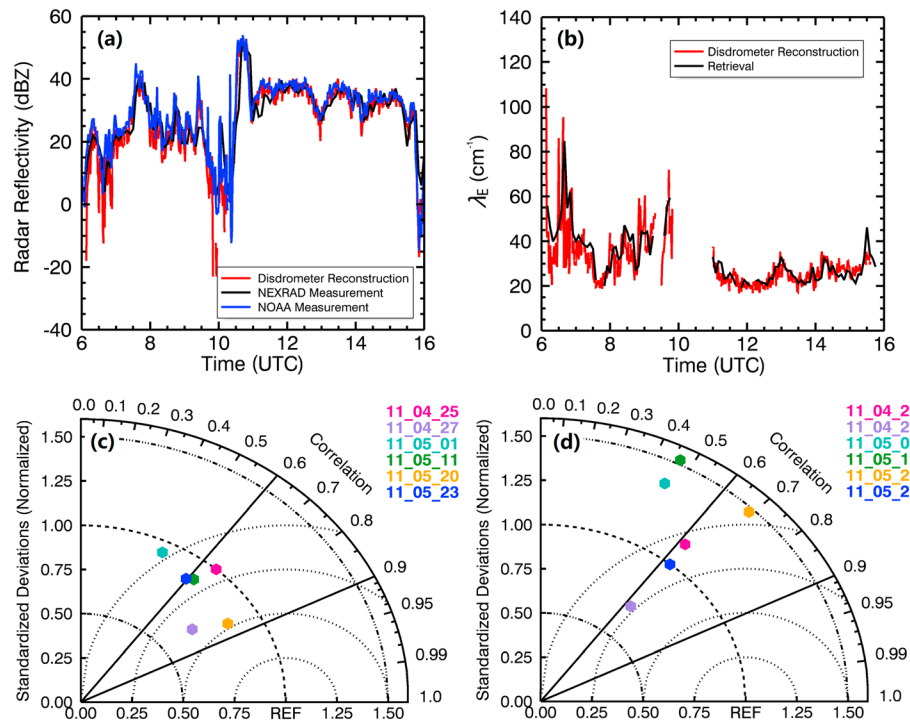 (a)
Radar Reflectivity (dBZ)
60
40
20
0
-20
-40
Disdrometer Reconstruction
NEXRAD Measurement
NOAA Measurement
6 8 10 12 14 16
Time (UTC)
(b)
λE (cm⁻¹)
140
120
100
80
60
40
20
0
Disdrometer Reconstruction
Retrieval
6 8 10 12 14 16
Time (UTC)
(c)
Standardized Deviations (Normalized)
1.50
1.25
1.00
0.75
0.50
0.25
0.00
0.0 0.1 0.2 0.3 0.4 0.5 0.6 0.7 0.8 0.9 0.95 0.99 1.0
Correlation
11_04_25
11_04_27
11_05_01
11_05_11
11_05_20
11_05_23
0.00 0.25 0.50 0.75 REF 1.25 1.50
(d)
Standardized Deviations (Normalized)
1.50
1.25
1.00
0.75
0.50
0.25
0.00
0.0 0.1 0.2 0.3 0.4 0.5 0.6 0.7 0.8 0.9 0.95 0.99 1.0
Correlation
11_04_2
11_04_2
11_05_0
11_05_1
11_05_2
11_05_2
0.00 0.25 0.50 0.75 REF 1.25 1.50